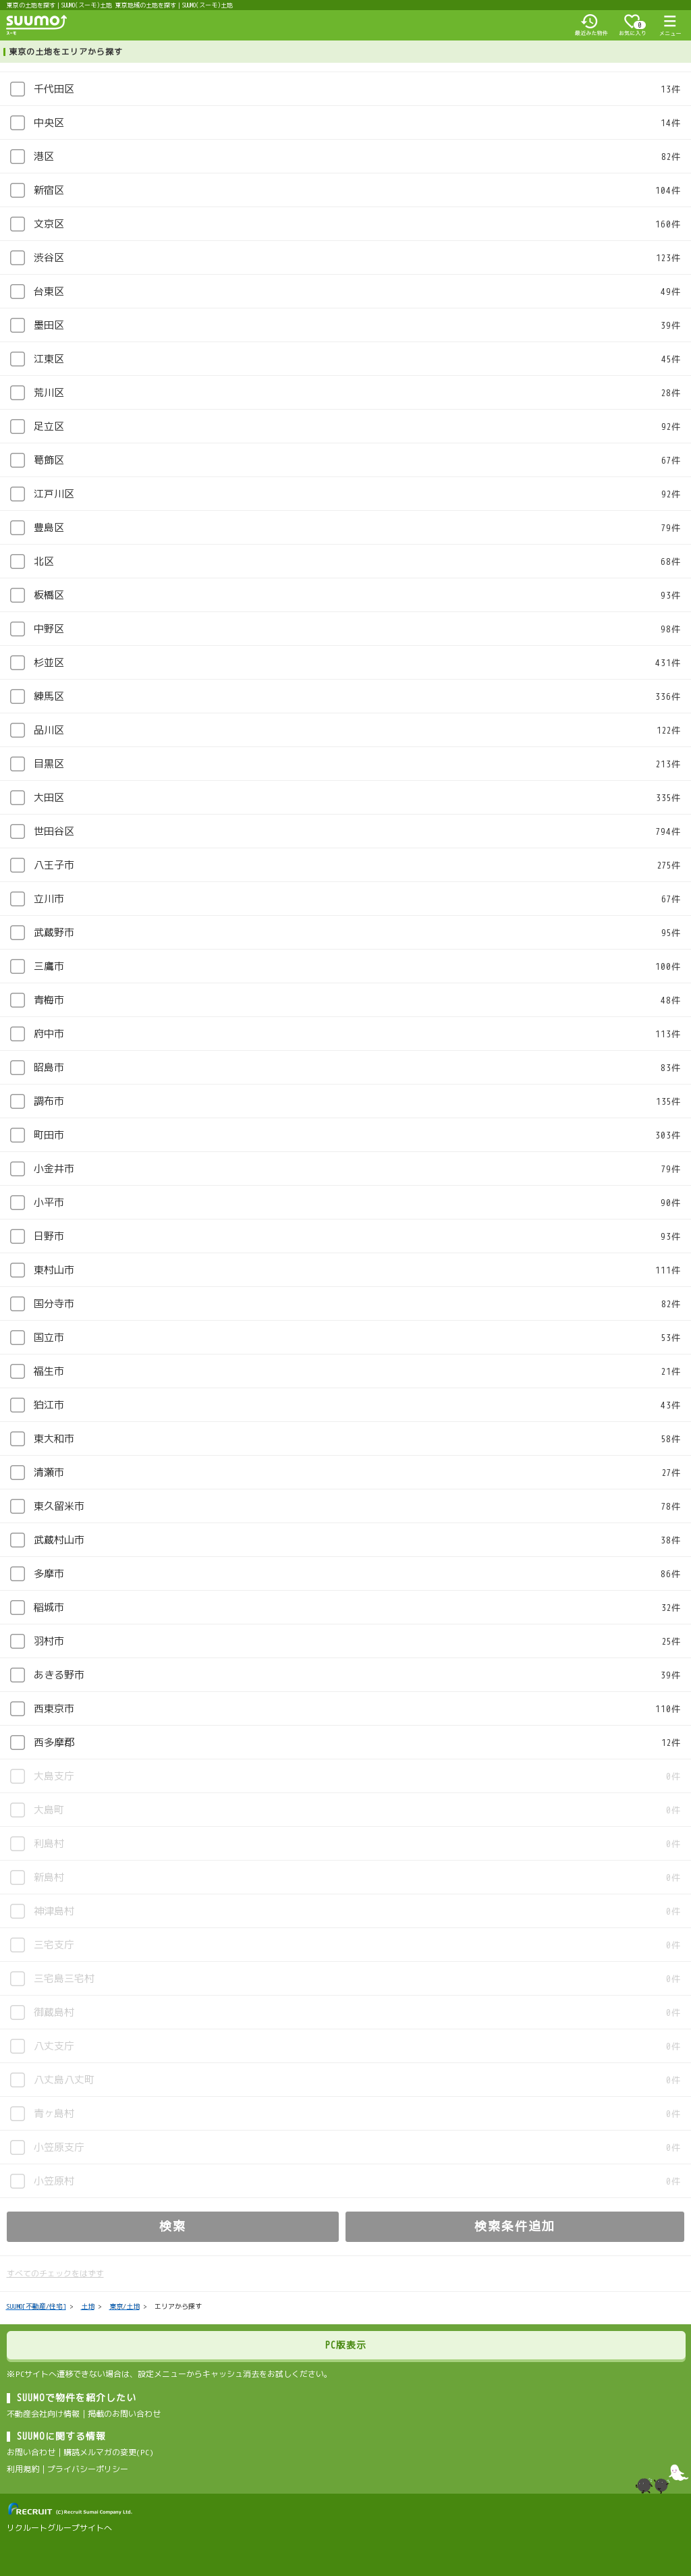 東京の土地を探す｜SUUMO(スーモ)土地 東京地域の土地を探す｜SUUMO(スーモ)土地
SUUMO
スーモ
最近みた物件
0
お気に入り
メニュー
東京の土地をエリアから探す
千代田区 13件
中央区 14件
港区 82件
新宿区 104件
文京区 160件
渋谷区 123件
台東区 49件
墨田区 39件
江東区 45件
荒川区 28件
足立区 92件
葛飾区 67件
江戸川区 92件
豊島区 79件
北区 68件
板橋区 93件
中野区 98件
杉並区 431件
練馬区 336件
品川区 122件
目黒区 213件
大田区 335件
世田谷区 794件
八王子市 275件
立川市 67件
武蔵野市 95件
三鷹市 100件
青梅市 48件
府中市 113件
昭島市 83件
調布市 135件
町田市 303件
小金井市 79件
小平市 90件
日野市 93件
東村山市 111件
国分寺市 82件
国立市 53件
福生市 21件
狛江市 43件
東大和市 58件
清瀬市 27件
東久留米市 78件
武蔵村山市 38件
多摩市 86件
稲城市 32件
羽村市 25件
あきる野市 39件
西東京市 110件
西多摩郡 12件
大島支庁 0件
大島町 0件
利島村 0件
新島村 0件
神津島村 0件
三宅支庁 0件
三宅島三宅村 0件
御蔵島村 0件
八丈支庁 0件
八丈島八丈町 0件
青ヶ島村 0件
小笠原支庁 0件
小笠原村 0件
検索 検索条件追加
すべてのチェックをはずす
SUUMO[不動産/住宅] > 土地 > 東京/土地 > エリアから探す
PC版表示
※PCサイトへ遷移できない場合は、設定メニューからキャッシュ消去をお試しください。
SUUMOで物件を紹介したい
不動産会社向け情報｜掲載のお問い合わせ
SUUMOに関する情報
お問い合わせ｜購読メルマガの変更(PC)
利用規約｜プライバシーポリシー
RECRUIT (C)Recruit Sumai Company Ltd.
リクルートグループサイトへ